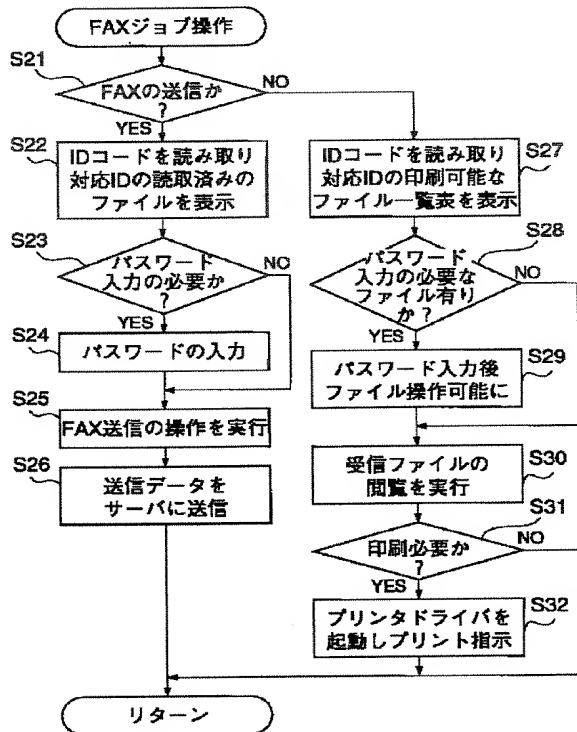 FAXジョブ操作
S21
FAXの送信か
?
NO
YES
S22
IDコードを読み取り
対応IDの読取済みの
ファイルを表示
S23
パスワード
入力の必要か
?
NO
YES
S24
パスワードの入力
S25
FAX送信の操作を実行
S26
送信データを
サーバに送信
S27
IDコードを読み取り
対応IDの印刷可能な
ファイル一覧表を表示
S28
パスワード
入力の必要な
ファイル有り
か?
NO
YES
S29
パスワード入力後
ファイル操作可能に
S30
受信ファイルの
閲覧を実行
S31
印刷必要か
?
NO
YES
S32
プリンタドライバを
起動しプリント指示
リターン